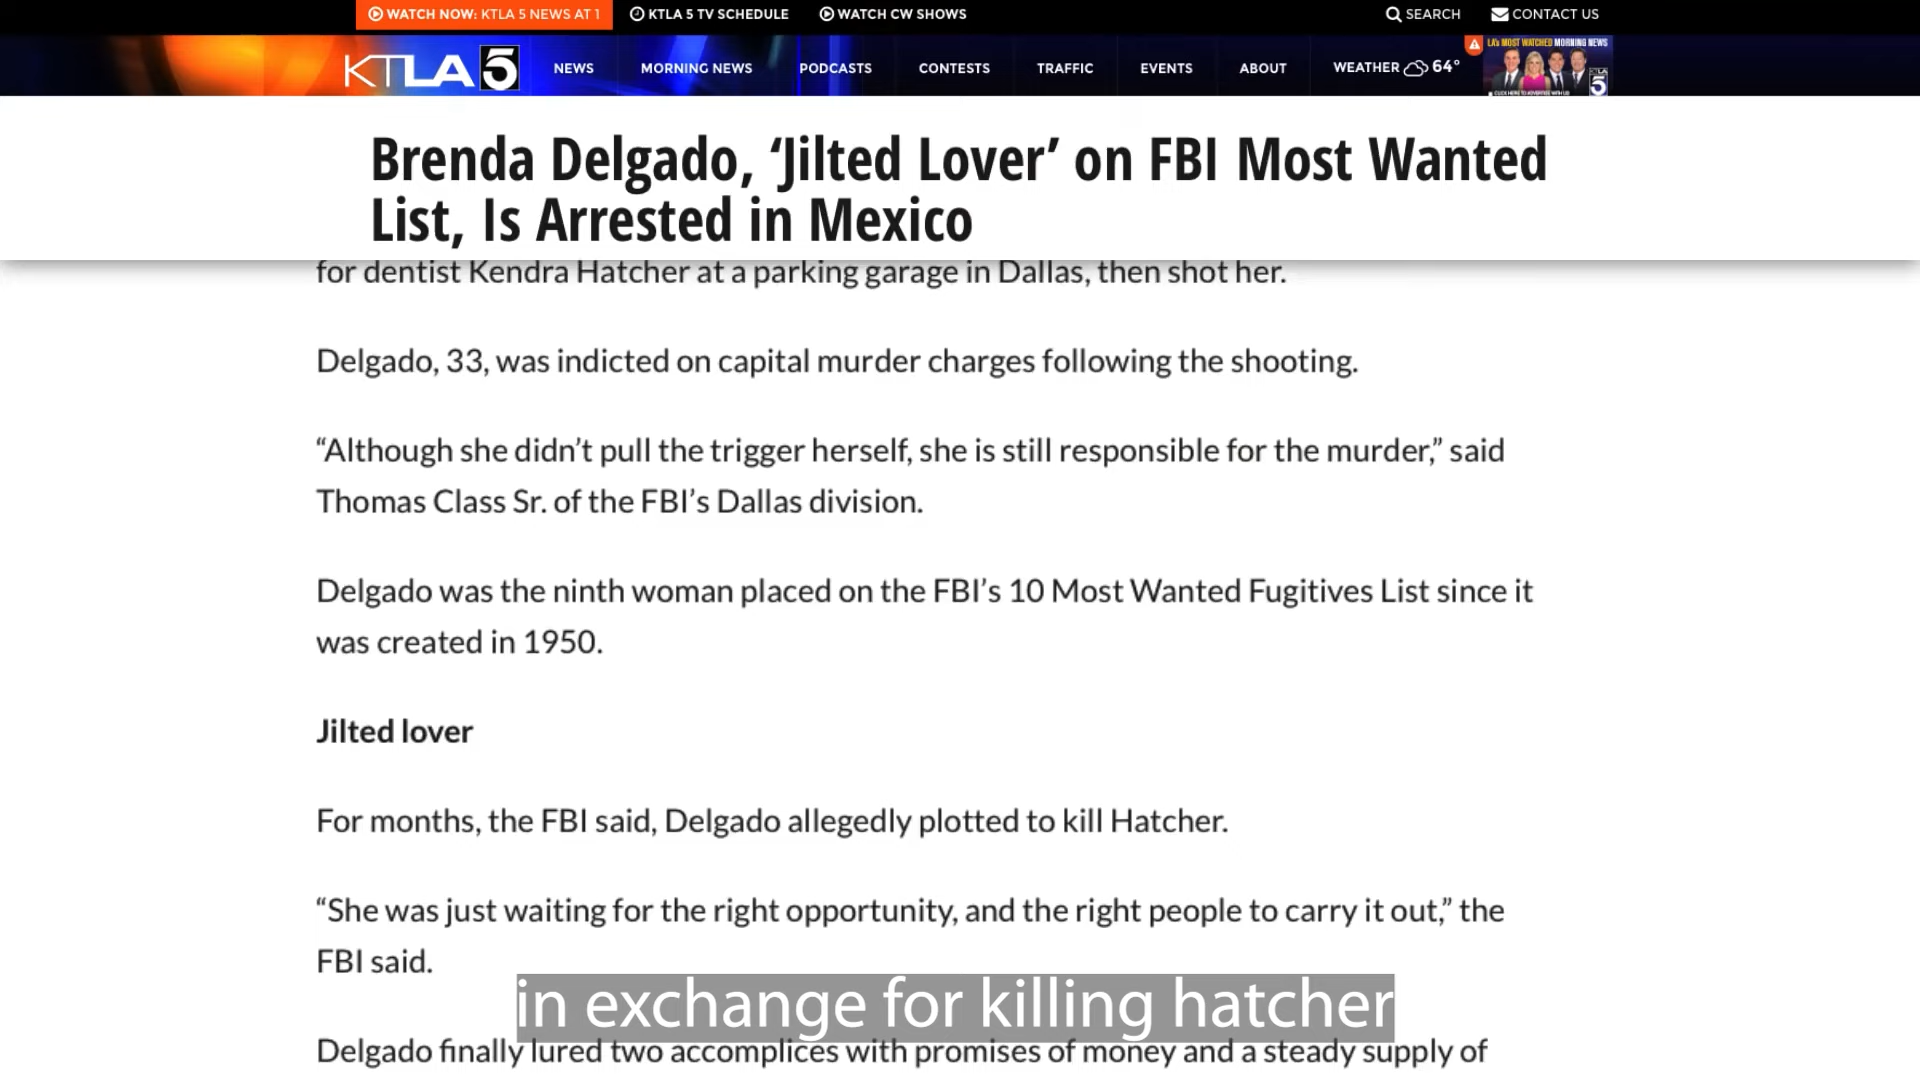 WATCH NOW: KTLA 5 NEWS AT 1
KTLA 5 TV SCHEDULE
WATCH CW SHOWS
SEARCH
CONTACT US
KTLA 5
NEWS
MORNING NEWS
PODCASTS
CONTESTS
TRAFFIC
EVENTS
ABOUT
WEATHER 64°
LA's MOST WATCHED MORNING NEWS
KTLA 5
CLICK HERE TO ADVERTISE WITH US
Brenda Delgado, ‘Jilted Lover’ on FBI Most Wanted
List, Is Arrested in Mexico
for dentist Kendra Hatcher at a parking garage in Dallas, then shot her.
Delgado, 33, was indicted on capital murder charges following the shooting.
“Although she didn’t pull the trigger herself, she is still responsible for the murder,” said
Thomas Class Sr. of the FBI’s Dallas division.
Delgado was the ninth woman placed on the FBI’s 10 Most Wanted Fugitives List since it
was created in 1950.
Jilted lover
For months, the FBI said, Delgado allegedly plotted to kill Hatcher.
“She was just waiting for the right opportunity, and the right people to carry it out,” the
FBI said.
in exchange for killing hatcher
Delgado finally lured two accomplices with promises of money and a steady supply of